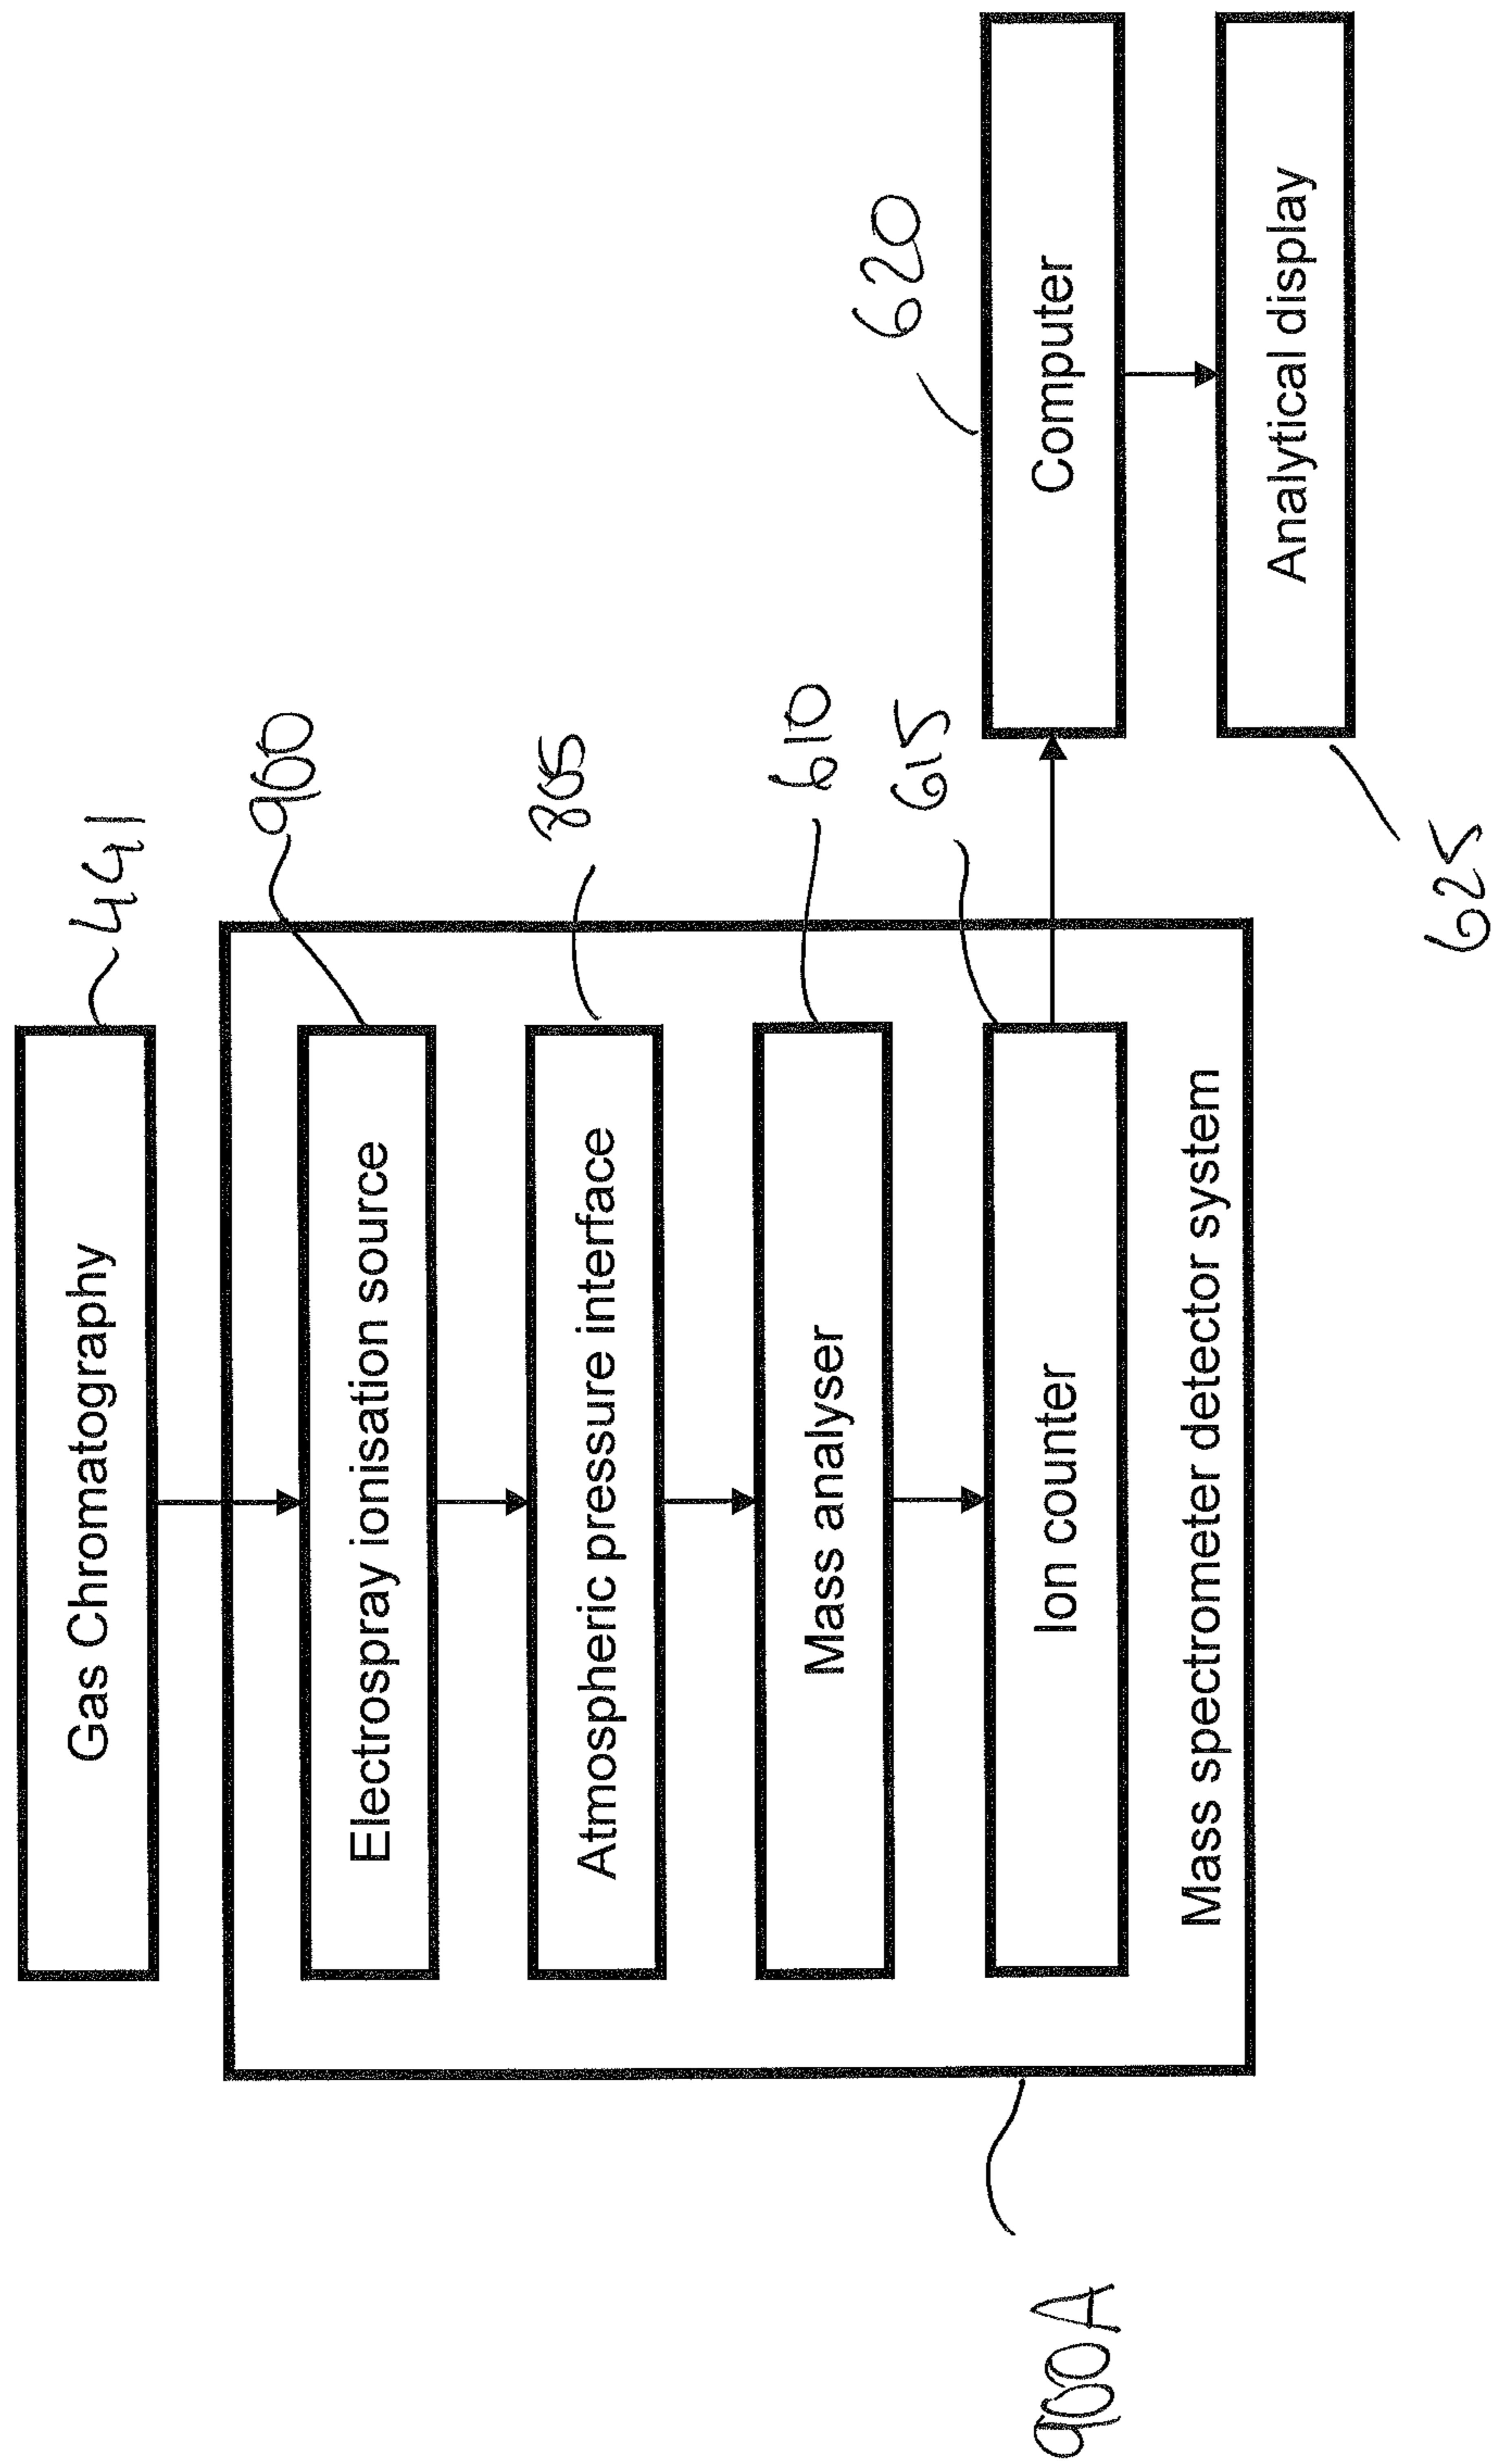 Gas Chromatography
441
Electrospray ionisation source
900
Atmospheric pressure interface
805
Mass analyser
610
Ion counter
615
Mass spectrometer detector system
900A
Computer
620
Analytical display
625